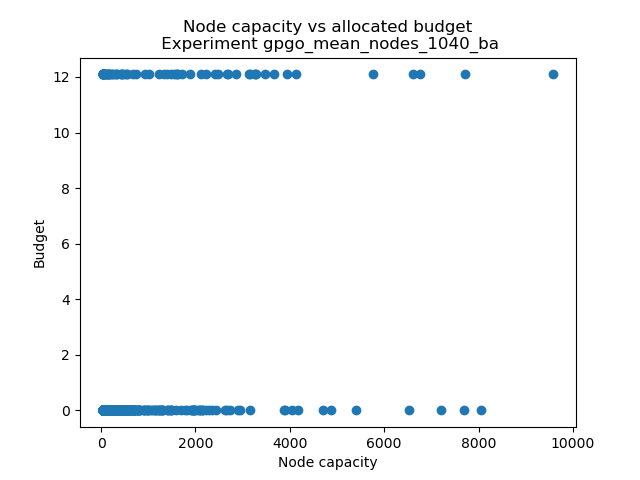 Node capacity vs allocated budget
Experiment gpgo_mean_nodes_1040_ba
12
10
8
6
4
2
0
Budget
0 2000 4000 6000 8000 10000
Node capacity